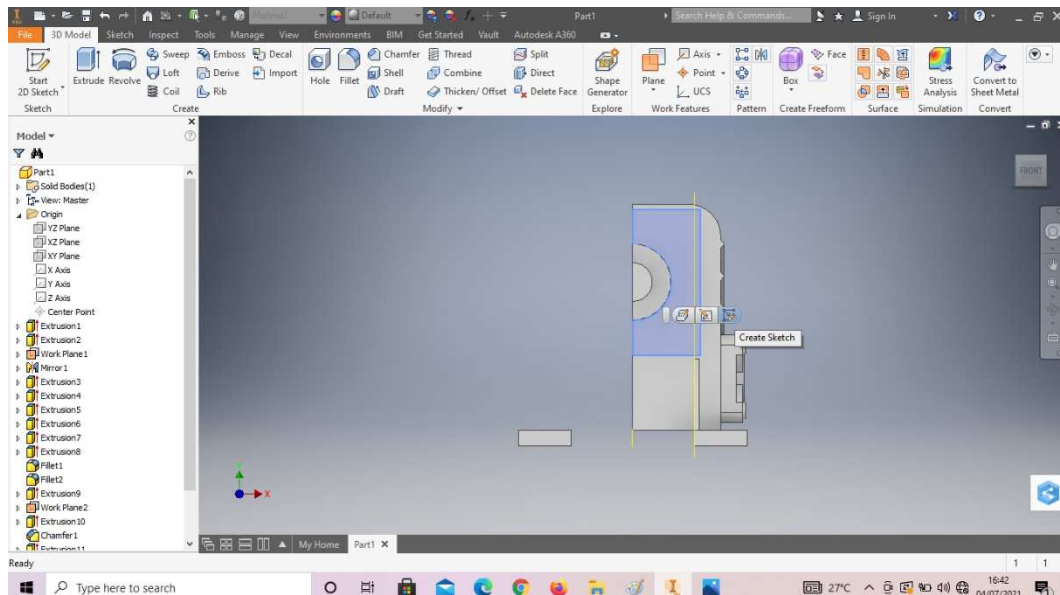 PRO
Material
Default
Part1
Search Help & Commands...
Sign In
File 3D Model Sketch Inspect Tools Manage View Environments BIM Get Started Vault Autodesk A360
Start 2D Sketch
Extrude Revolve
Sweep Emboss Decal
Loft Derive Import
Coil Rib
Hole Fillet
Chamfer Thread Split
Shell Combine Direct
Draft Thicken/ Offset Delete Face
Shape Generator
Plane
Axis
Point
UCS
Box
Face
Stress Analysis
Convert to Sheet Metal
Sketch Create Modify Explore Work Features Pattern Create Freeform Surface Simulation Convert
Model
Part1
Solid Bodies(1)
View: Master
Origin
YZ Plane
XZ Plane
XY Plane
X Axis
Y Axis
Z Axis
Center Point
Extrusion1
Extrusion2
Work Plane1
Mirror1
Extrusion3
Extrusion4
Extrusion5
Extrusion6
Extrusion7
Extrusion8
Fillet1
Fillet2
Extrusion9
Work Plane2
Extrusion10
Chamfer1
Extrusion11
FRONT
Create Sketch
Y
X
My Home Part1
Ready
1 1
Type here to search
27°C
16:42
04/07/2021